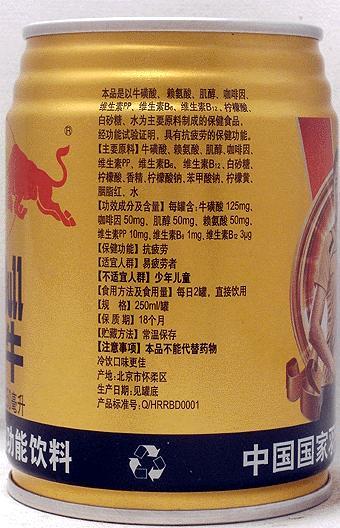 本品是以牛磺酸、赖氨酸、肌醇、咖啡因、
维生素PP、维生素B₆、维生素B₁₂、柠檬酸、
白砂糖、水为主要原料制成的保健食品。
经功能试验证明，具有抗疲劳的保健功能。
【主要原料】牛磺酸、赖氨酸、肌醇、咖啡因、
维生素PP、维生素B₆、维生素B₁₂、白砂糖、
柠檬酸、香精、柠檬酸钠、苯甲酸钠、柠檬黄、
胭脂红、水
【功效成分及含量】每罐含：牛磺酸 125mg、
咖啡因 50mg、肌醇 50mg、赖氨酸 50mg、
维生素PP 10mg、维生素B₆ 1mg、维生素B₁₂ 3μg
【保健功能】抗疲劳
【适宜人群】易疲劳者
【不适宜人群】少年儿童
【食用方法及食用量】每日2罐，直接饮用
【规 格】250ml/罐
【保 质 期】18个月
【贮藏方法】常温保存
【注意事项】本品不能代替药物
冷饮口味更佳
产地：北京市怀柔区
生产日期：见罐底
产品标准号：Q/HRRBD0001
®
牛
毫升
功能饮料
中国国家